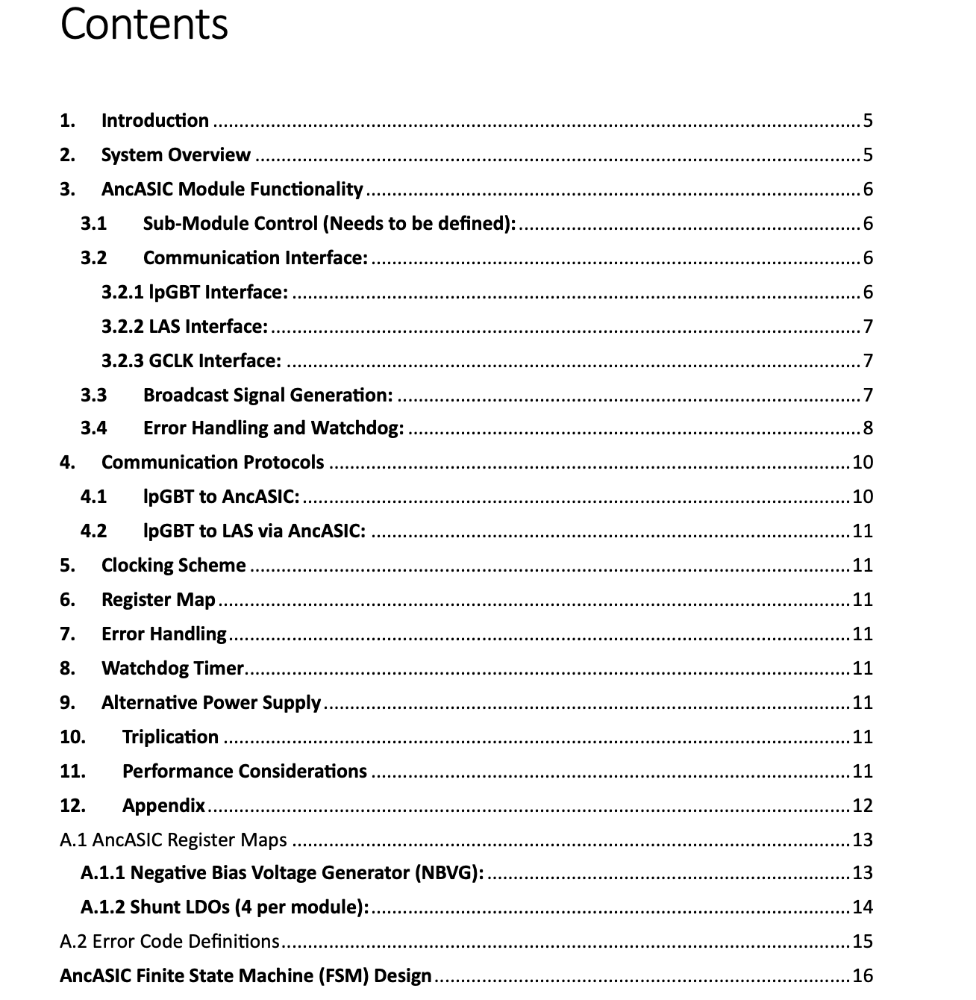 Contents
1. Introduction ........................................ 5
2. System Overview ........................................ 5
3. AncASIC Module Functionality ........................................ 6
3.1 Sub-Module Control (Needs to be defined): ........................................ 6
3.2 Communication Interface: ........................................ 6
3.2.1 lpGBT Interface: ........................................ 6
3.2.2 LAS Interface: ........................................ 7
3.2.3 GCLK Interface: ........................................ 7
3.3 Broadcast Signal Generation: ........................................ 7
3.4 Error Handling and Watchdog: ........................................ 8
4. Communication Protocols ........................................ 10
4.1 lpGBT to AncASIC: ........................................ 10
4.2 lpGBT to LAS via AncASIC: ........................................ 11
5. Clocking Scheme ........................................ 11
6. Register Map ........................................ 11
7. Error Handling ........................................ 11
8. Watchdog Timer ........................................ 11
9. Alternative Power Supply ........................................ 11
10. Triplication ........................................ 11
11. Performance Considerations ........................................ 11
12. Appendix ........................................ 12
A.1 AncASIC Register Maps ........................................ 13
A.1.1 Negative Bias Voltage Generator (NBVG): ........................................ 13
A.1.2 Shunt LDOs (4 per module): ........................................ 14
A.2 Error Code Definitions ........................................ 15
AncASIC Finite State Machine (FSM) Design ........................................ 16